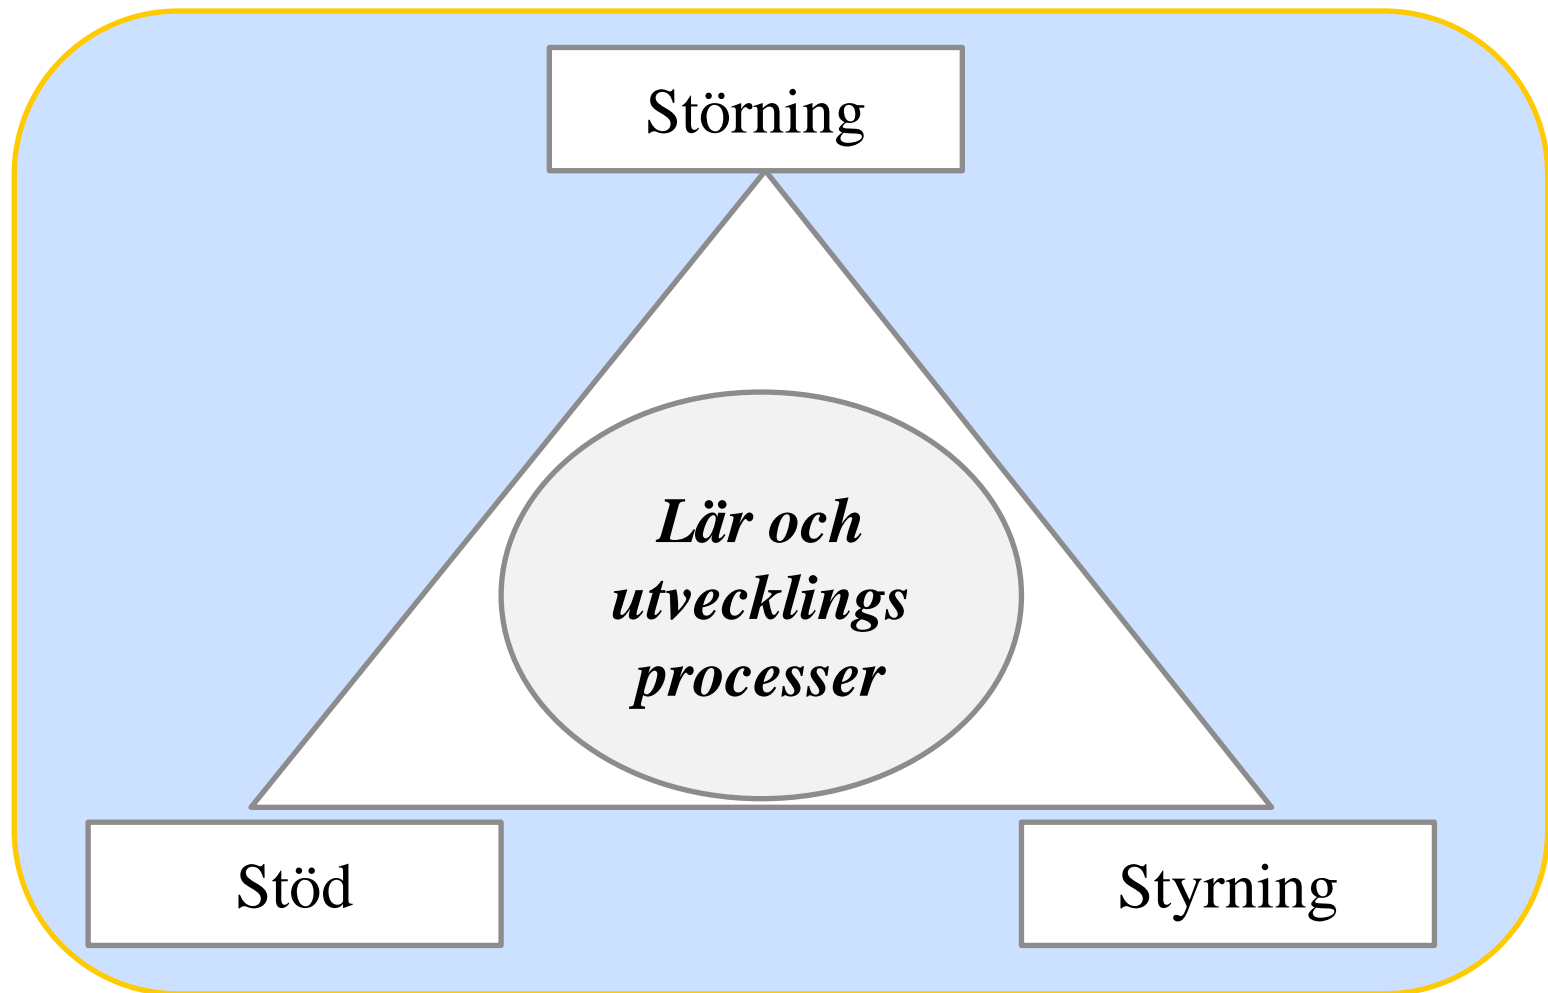 Störning
Lär och
utvecklings
processer
Stöd
Styrning